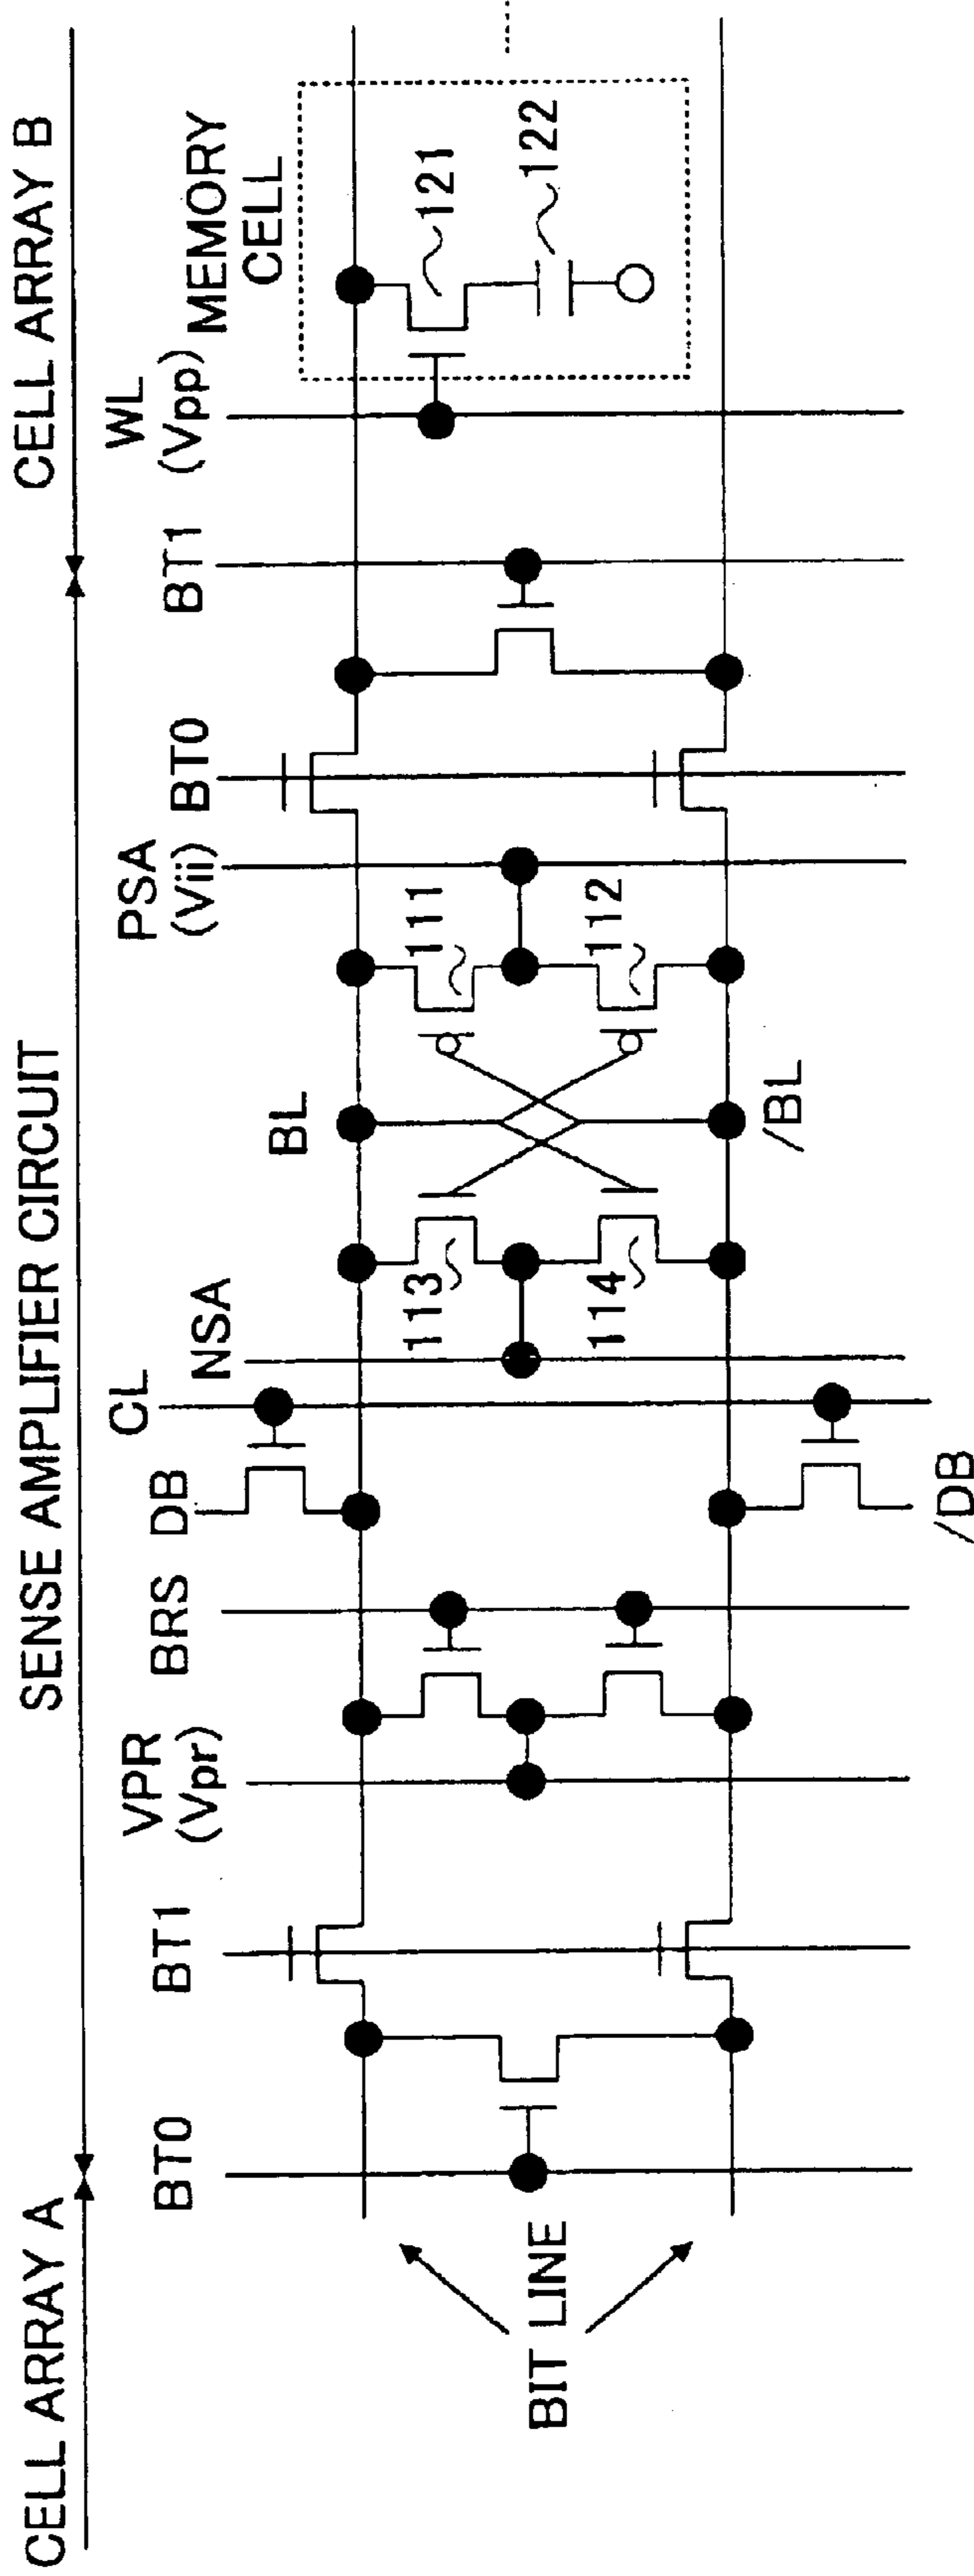 CELL ARRAY A
SENSE AMPLIFIER CIRCUIT
CELL ARRAY B
BT0
BT1
VPR
(Vpr)
BRS
DB
CL
NSA
BL
PSA
(Vii)
BT0
BT1
WL
(Vpp)
MEMORY
CELL
113
111
121
122
114
112
BIT LINE
/DB
/BL